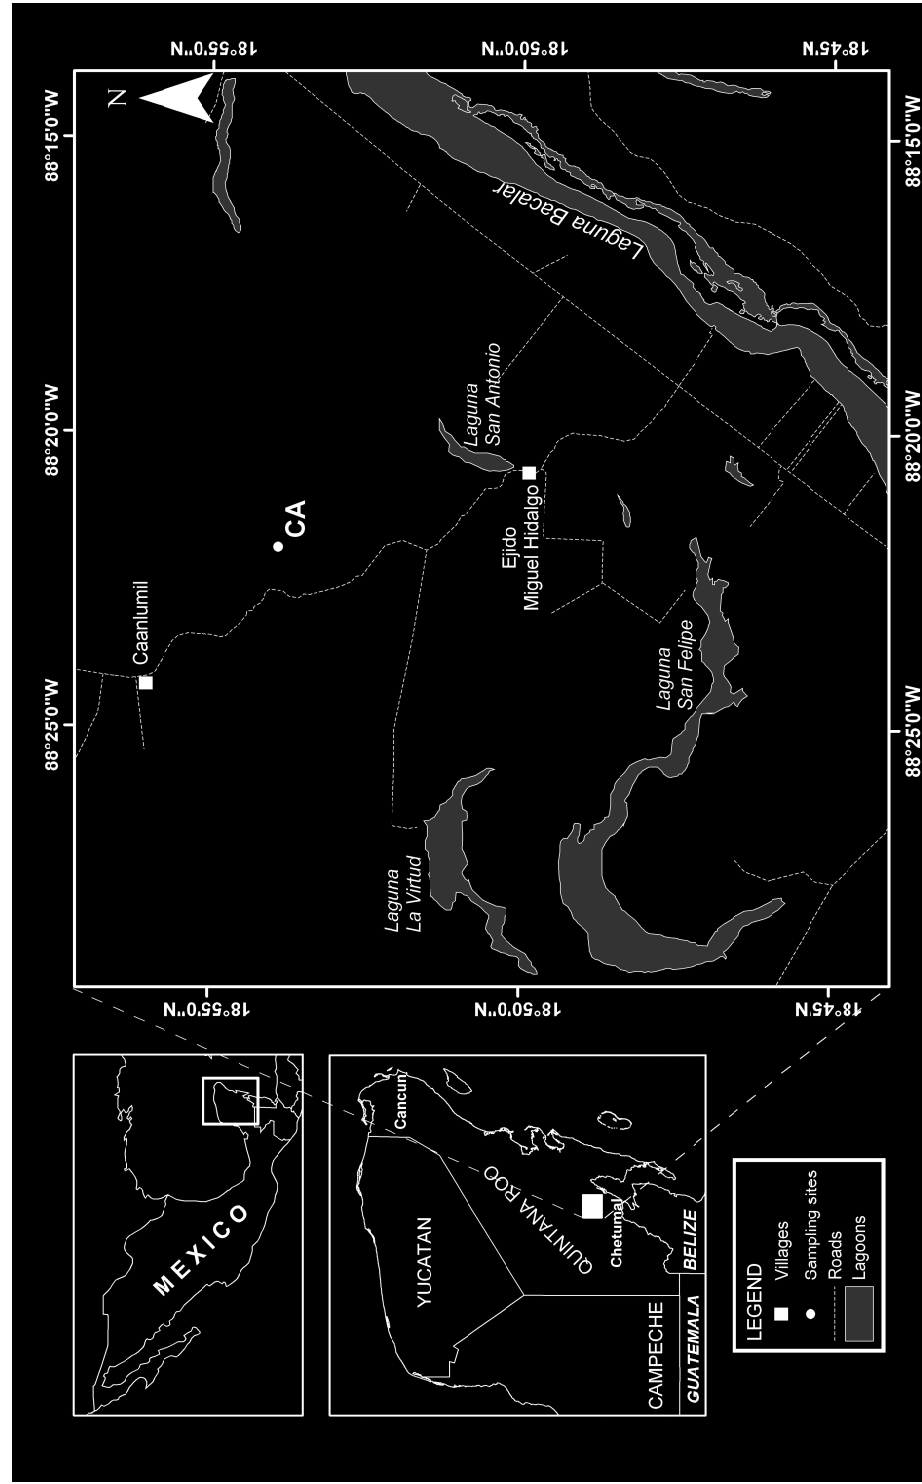 MEXICO
Cancun
YUCATAN
QUINTANA ROO
Chetumal
CAMPECHE
GUATEMALA
BELIZE
LEGEND
Villages
Sampling sites
Roads
Lagoons
88°25'0"W
88°20'0"W
88°15'0"W
N
Caanlumil
18°55'0"N
18°55'0"N
CA
Laguna
La Virtud
Laguna
San Antonio
Laguna Bacalar
Ejido
Miguel Hidalgo
18°50'0"N
18°50'0"N
Laguna
San Felipe
18°45'0"N
18°45'0"N
88°25'0"W
88°20'0"W
88°15'0"W